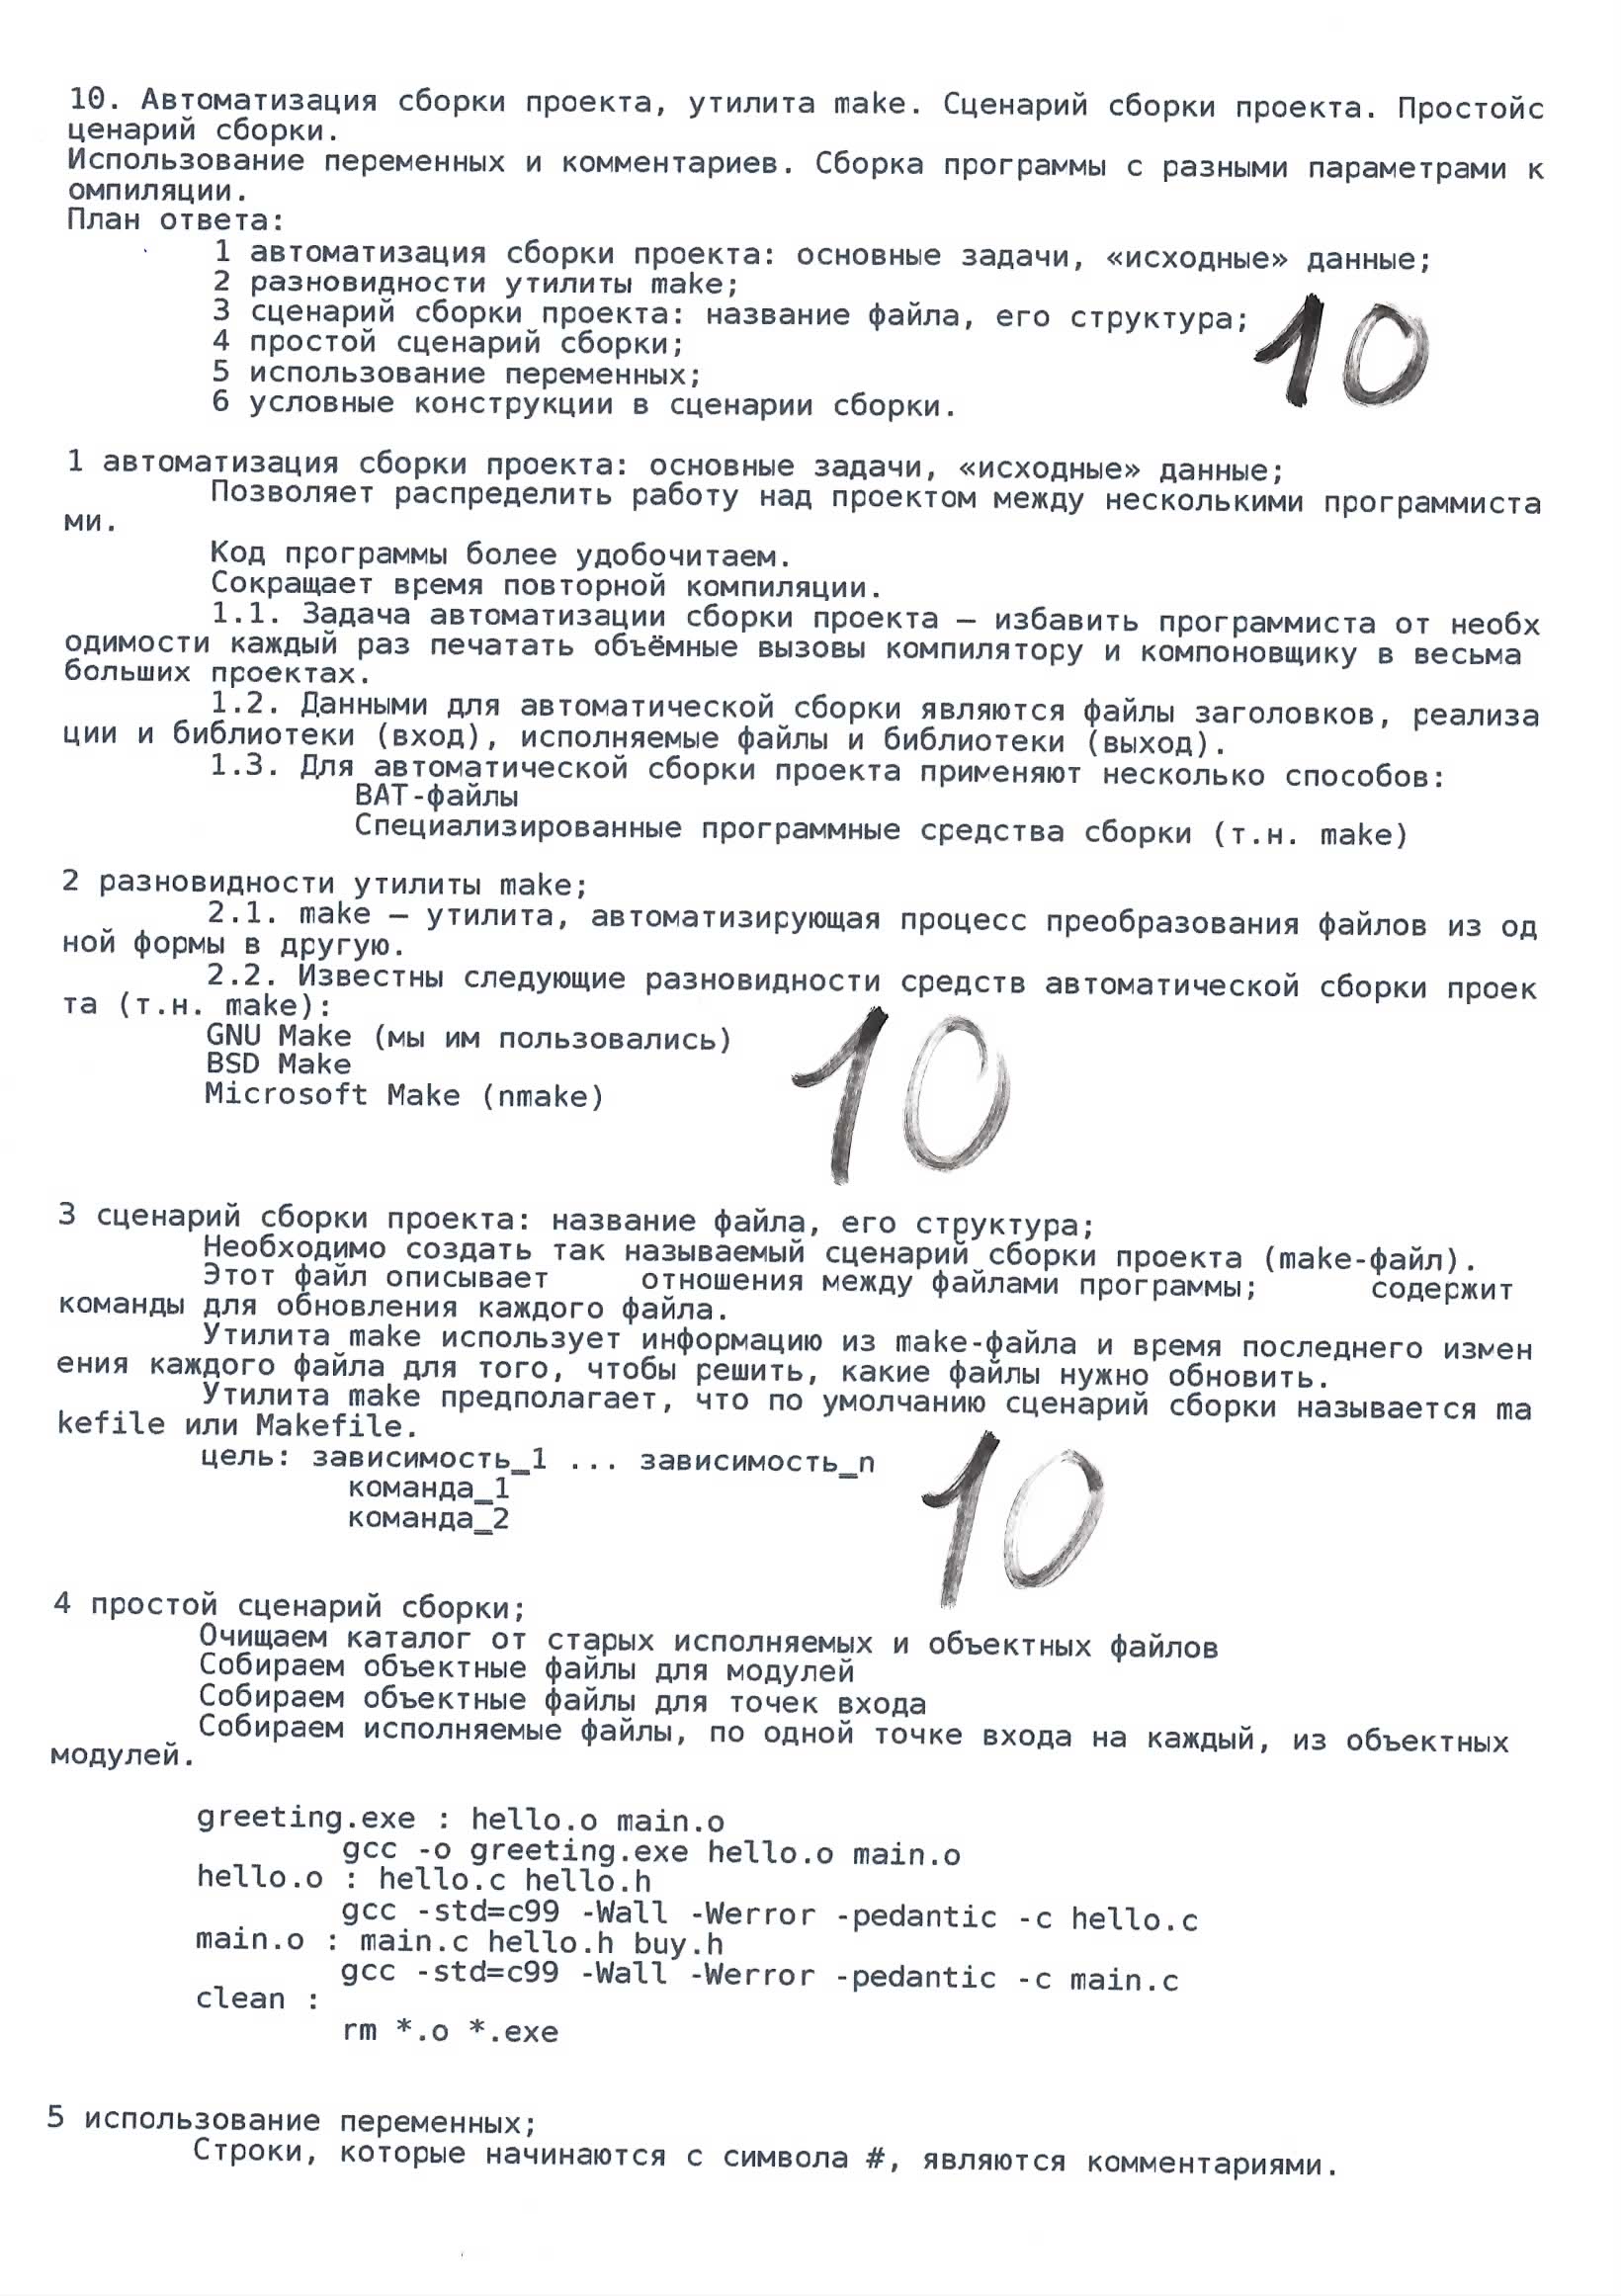 10. Автоматизация сборки проекта, утилита make. Сценарий сборки проекта. Простойс
ценарий сборки.
Использование переменных и комментариев. Сборка программы с разными параметрами к
омпиляции.
План ответа:
1 автоматизация сборки проекта: основные задачи, «исходные» данные;
2 разновидности утилиты make;
3 сценарий сборки проекта: название файла, его структура;
4 простой сценарий сборки;
5 использование переменных;
6 условные конструкции в сценарии сборки.
10
1 автоматизация сборки проекта: основные задачи, «исходные» данные;
Позволяет распределить работу над проектом между несколькими программиста
ми.
Код программы более удобочитаем.
Сокращает время повторной компиляции.
1.1. Задача автоматизации сборки проекта — избавить программиста от необх
одимости каждый раз печатать объёмные вызовы компилятору и компоновщику в весьма
больших проектах.
1.2. Данными для автоматической сборки являются файлы заголовков, реализа
ции и библиотеки (вход), исполняемые файлы и библиотеки (выход).
1.3. Для автоматической сборки проекта применяют несколько способов:
BAT-файлы
Специализированные программные средства сборки (т.н. make)
2 разновидности утилиты make;
2.1. make — утилита, автоматизирующая процесс преобразования файлов из од
ной формы в другую.
2.2. Известны следующие разновидности средств автоматической сборки проек
та (т.н. make):
GNU Make (мы им пользовались)
BSD Make
Microsoft Make (nmake)
10
3 сценарий сборки проекта: название файла, его структура;
Необходимо создать так называемый сценарий сборки проекта (make-файл).
Этот файл описывает отношения между файлами программы; содержит
команды для обновления каждого файла.
Утилита make использует информацию из make-файла и время последнего измен
ения каждого файла для того, чтобы решить, какие файлы нужно обновить.
Утилита make предполагает, что по умолчанию сценарий сборки называется ma
kefile или Makefile.
цель: зависимость_1 ... зависимость_n
команда_1
команда_2
10
4 простой сценарий сборки;
Очищаем каталог от старых исполняемых и объектных файлов
Собираем объектные файлы для модулей
Собираем объектные файлы для точек входа
Собираем исполняемые файлы, по одной точке входа на каждый, из объектных
модулей.
greeting.exe : hello.o main.o
gcc -o greeting.exe hello.o main.o
hello.o : hello.c hello.h
gcc -std=c99 -Wall -Werror -pedantic -c hello.c
main.o : main.c hello.h buy.h
gcc -std=c99 -Wall -Werror -pedantic -c main.c
clean :
rm *.o *.exe
5 использование переменных;
Строки, которые начинаются с символа #, являются комментариями.